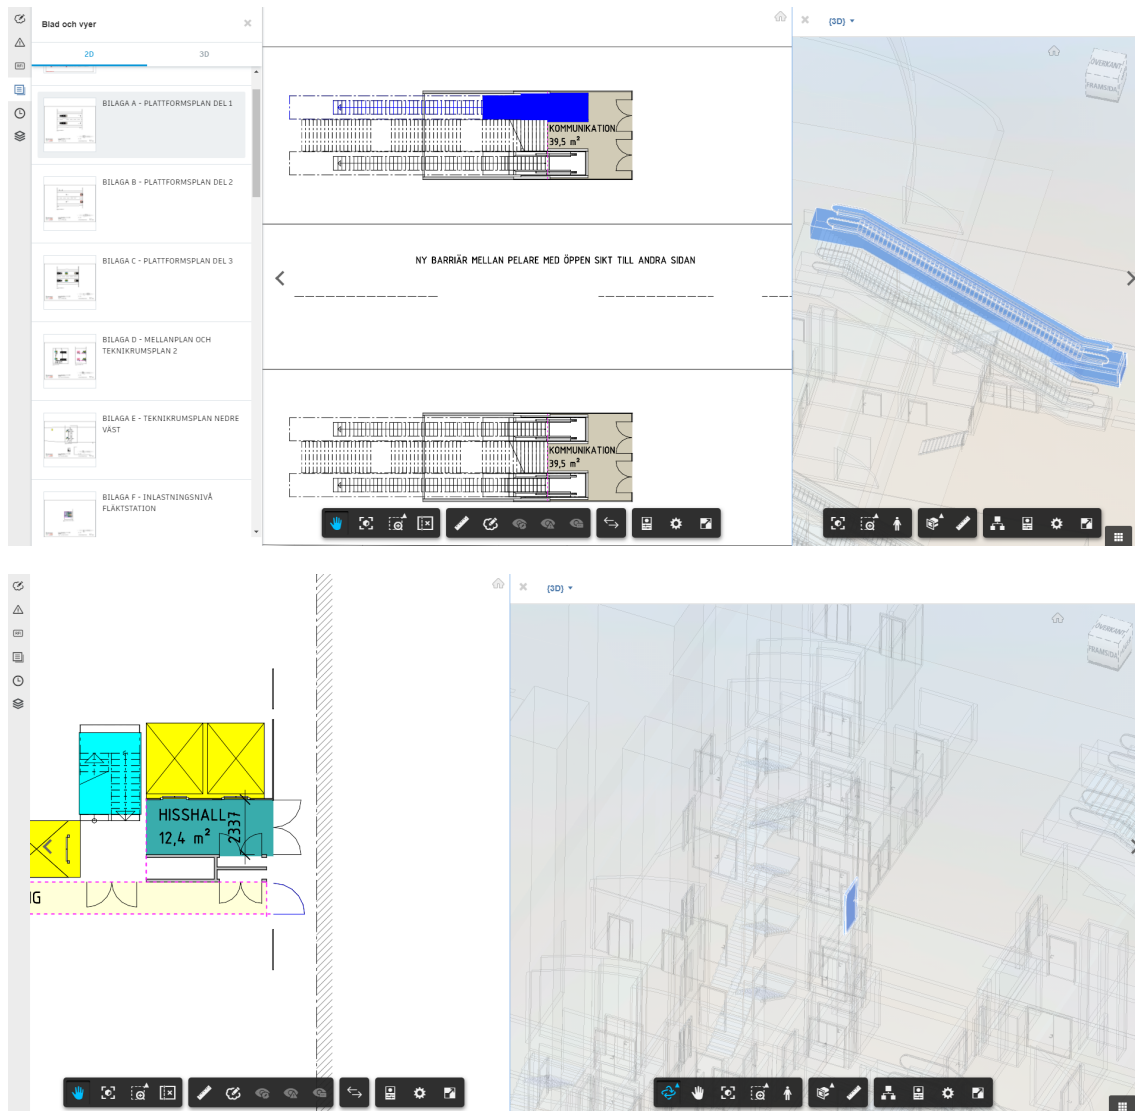 Blad och vyer
2D
3D
BILAGA A - PLATTFORMSPLAN DEL 1
BILAGA B - PLATTFORMSPLAN DEL 2
BILAGA C - PLATTFORMSPLAN DEL 3
BILAGA D - MELLANPLAN OCH
TEKNIKRUMSPLAN 2
BILAGA E - TEKNIKRUMSPLAN NEDRE
VÄST
BILAGA F - INLASTNINGSNIVÅ
FLÄKTSTATION
KOMMUNIKATION
39,5 m²
NY BARRIÄR MELLAN PELARE MED ÖPPEN SIKT TILL ANDRA SIDAN
KOMMUNIKATION
39,5 m²
{3D}
ÖVERKANT
FRAMSIDA
HISSHALL
12,4 m²
2337
IG
{3D}
ÖVERKANT
FRAMSIDA